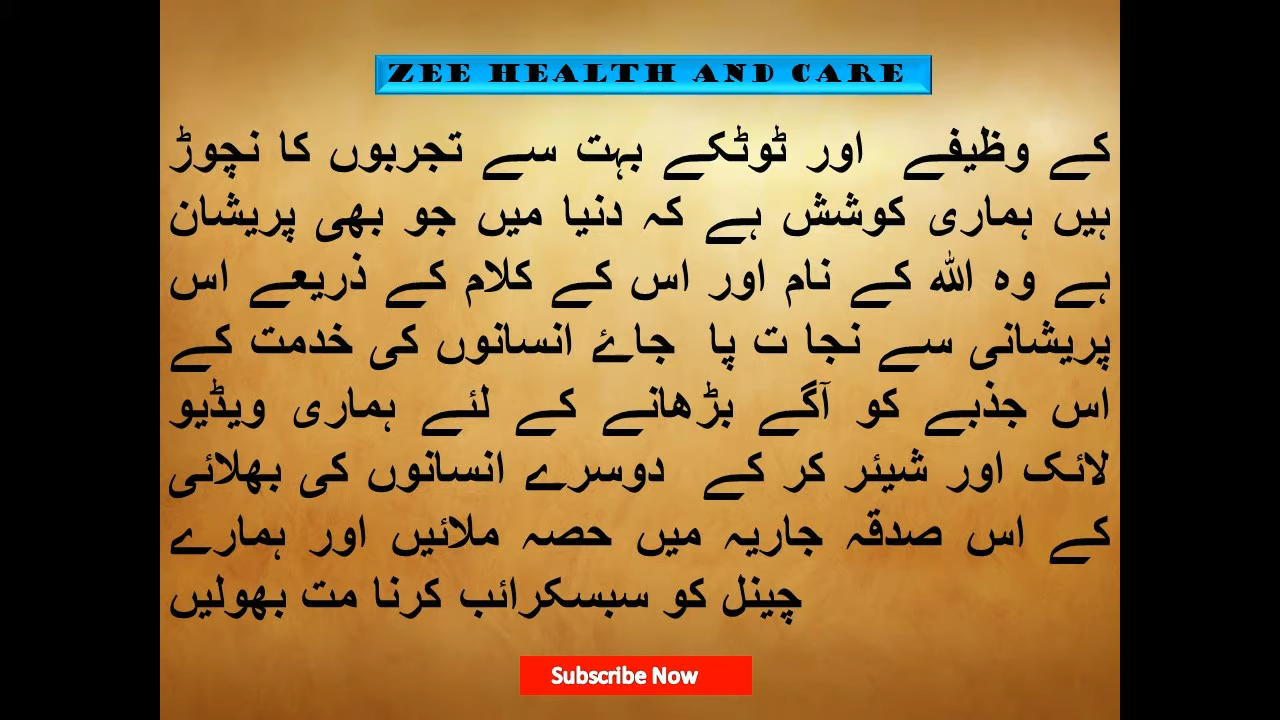 ZEE HEALTH AND CARE
کے وظیفے اور ٹوٹکے بہت سے تجربوں کا نچوڑ
ہیں ہماری کوشش ہے کہ دنیا میں جو بھی پریشان
ہے وہ اللہ کے نام اور اس کے کلام کے ذریعے اس
پریشانی سے نجا ت پا جاۓ انسانوں کی خدمت کے
اس جذبے کو آگے بڑھانے کے لئے ہماری ویڈیو
لائک اور شیئر کر کے دوسرے انسانوں کی بھلائی
کے اس صدقہ جاریہ میں حصہ ملائیں اور ہمارے
چینل کو سبسکرائب کرنا مت بھولیں
Subscribe Now